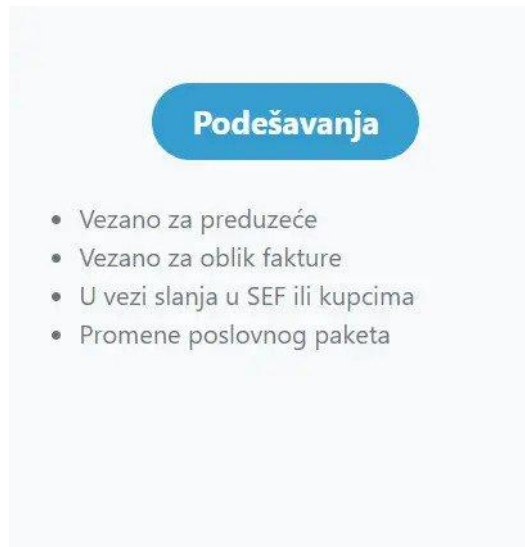 Podešavanja
Vezano za preduzeće
Vezano za oblik fakture
U vezi slanja u SEF ili kupcima
Promene poslovnog paketa